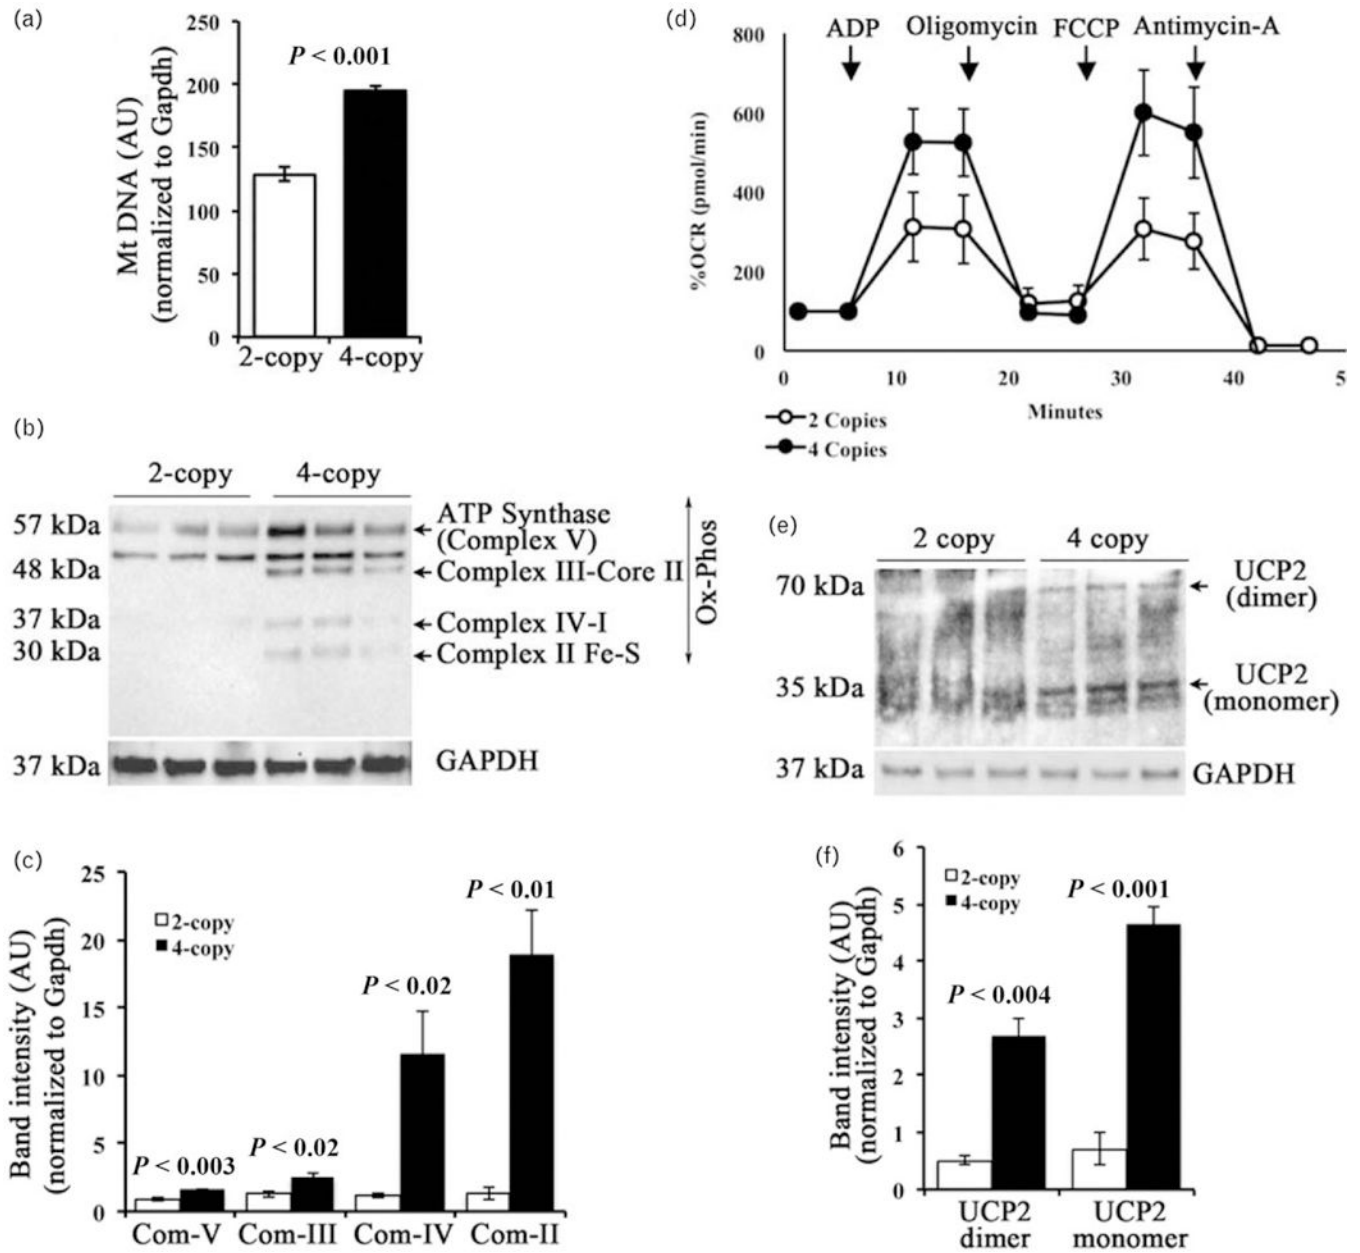 (a)
250
200
150
100
50
0
Mt DNA (AU)
(normalized to Gapdh)
P < 0.001
2-copy 4-copy
(b)
2-copy 4-copy
57 kDa
48 kDa
37 kDa
30 kDa
37 kDa
ATP Synthase
(Complex V)
Complex III-Core II
Complex IV-I
Complex II Fe-S
GAPDH
Ox-Phos
(c)
25
20
15
10
5
0
Band intensity (AU)
(normalized to Gapdh)
2-copy
4-copy
P < 0.003
P < 0.02
P < 0.02
P < 0.01
Com-V Com-III Com-IV Com-II
(d)
800
600
400
200
0
%OCR (pmol/min)
ADP Oligomycin FCCP Antimycin-A
0 10 20 30 40 5
Minutes
2 Copies
4 Copies
(e)
2 copy 4 copy
70 kDa
35 kDa
37 kDa
UCP2
(dimer)
UCP2
(monomer)
GAPDH
(f)
6
5
4
3
2
1
0
Band intensity (AU)
(normalized to Gapdh)
2-copy
4-copy
P < 0.004
P < 0.001
UCP2 UCP2
dimer monomer